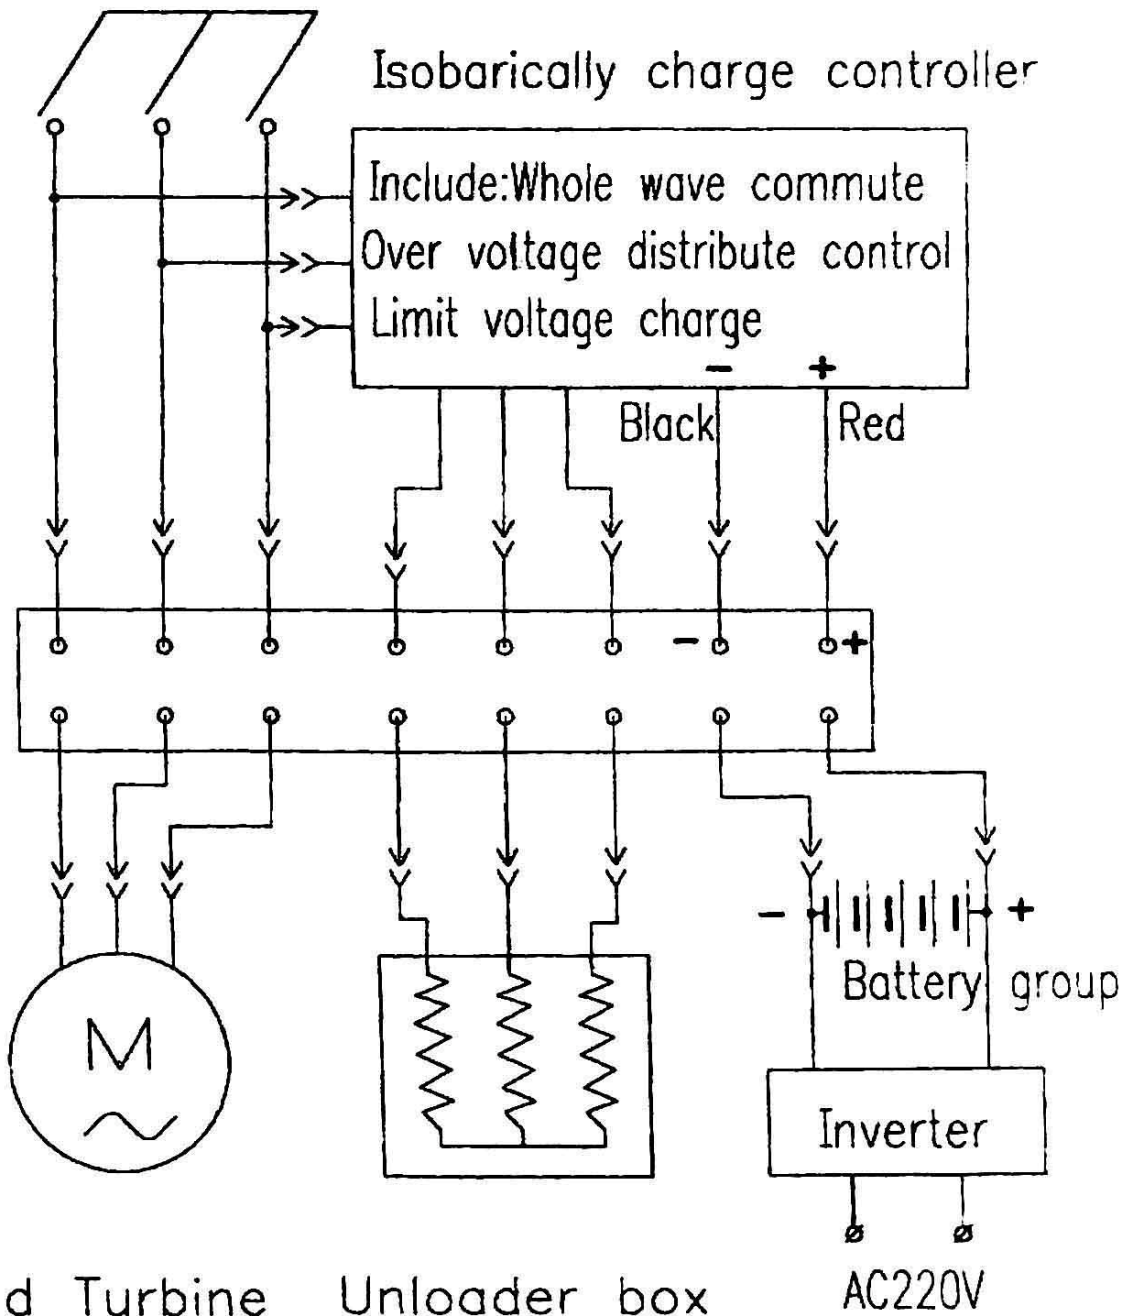 Isobarically charge controller
Include:Whole wave commute
Over voltage distribute control
Limit voltage charge
- +
Black Red
- +
- +
Battery group
M
Inverter
d Turbine Unloader box
AC220V